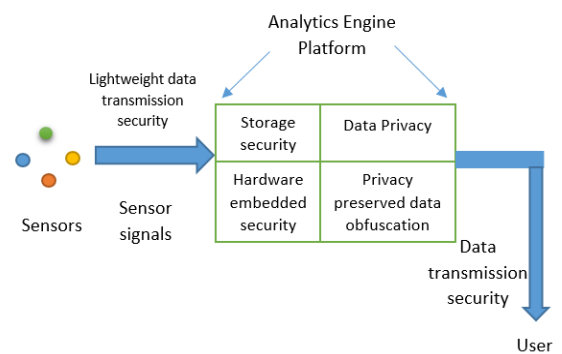 Analytics Engine
Platform
Lightweight data
transmission
security
Storage
security
Data Privacy
Hardware
embedded
security
Privacy
preserved data
obfuscation
Sensors
Sensor
signals
Data
transmission
security
User